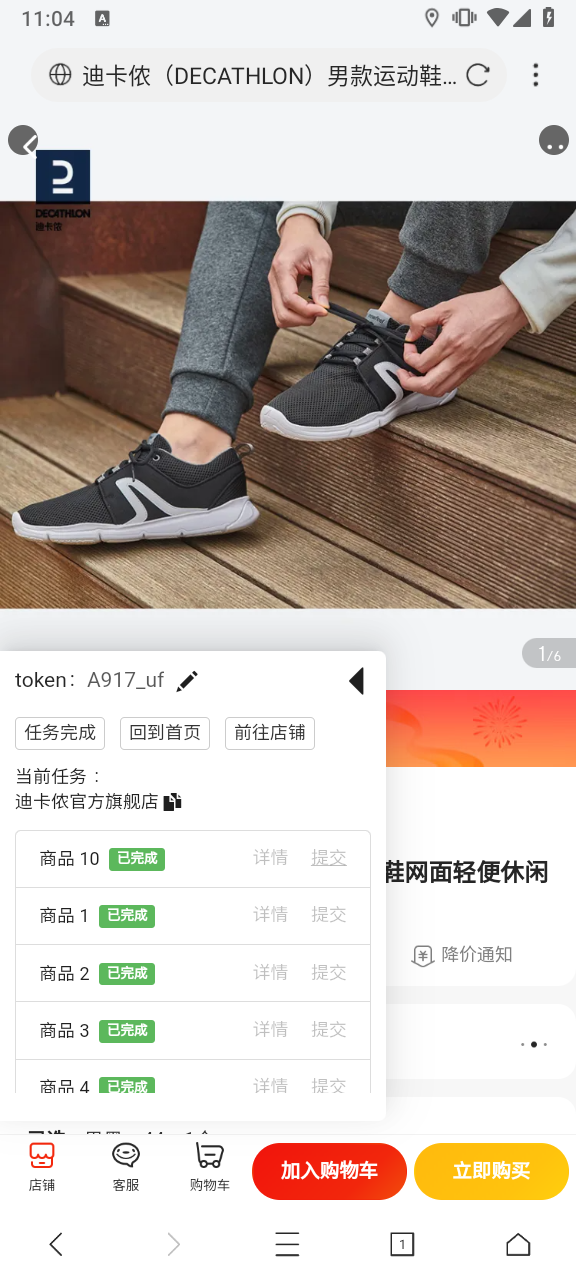 11:04
A
迪卡侬（DECATHLON）男款运动鞋...
DECATHLON
迪卡侬
1/6
token： A917_uf
任务完成 回到首页 前往店铺
当前任务：
迪卡侬官方旗舰店
商品 10 已完成 详情 提交
鞋网面轻便休闲
商品 1 已完成 详情 提交
降价通知
商品 2 已完成 详情 提交
商品 3 已完成 详情 提交
商品 4 已完成 详情 提交
店铺 客服 购物车 加入购物车 立即购买
1